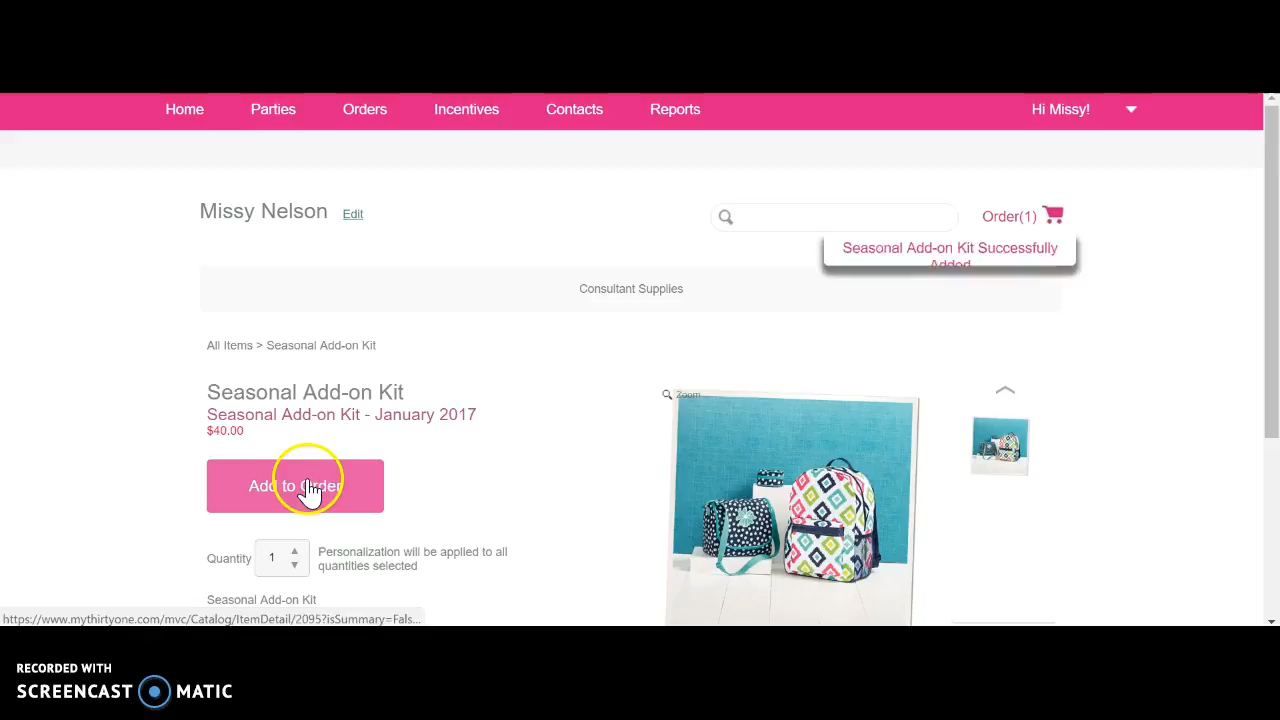 Home Parties Orders Incentives Contacts Reports Hi Missy!
Missy Nelson Edit
Order(1)
Seasonal Add-on Kit Successfully
Added
Consultant Supplies
All Items > Seasonal Add-on Kit
Seasonal Add-on Kit
Seasonal Add-on Kit - January 2017
$40.00
Zoom
Add to Order
Quantity 1 Personalization will be applied to all
quantities selected
Seasonal Add-on Kit
https://www.mythirtyone.com/mvc/Catalog/ItemDetail/2095?isSummary=Fals...
RECORDED WITH
SCREENCAST MATIC